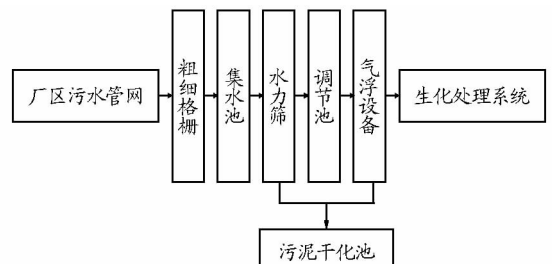 厂区污水管网
粗细格栅
集水池
水力筛
调节池
气浮设备
生化处理系统
污泥干化池